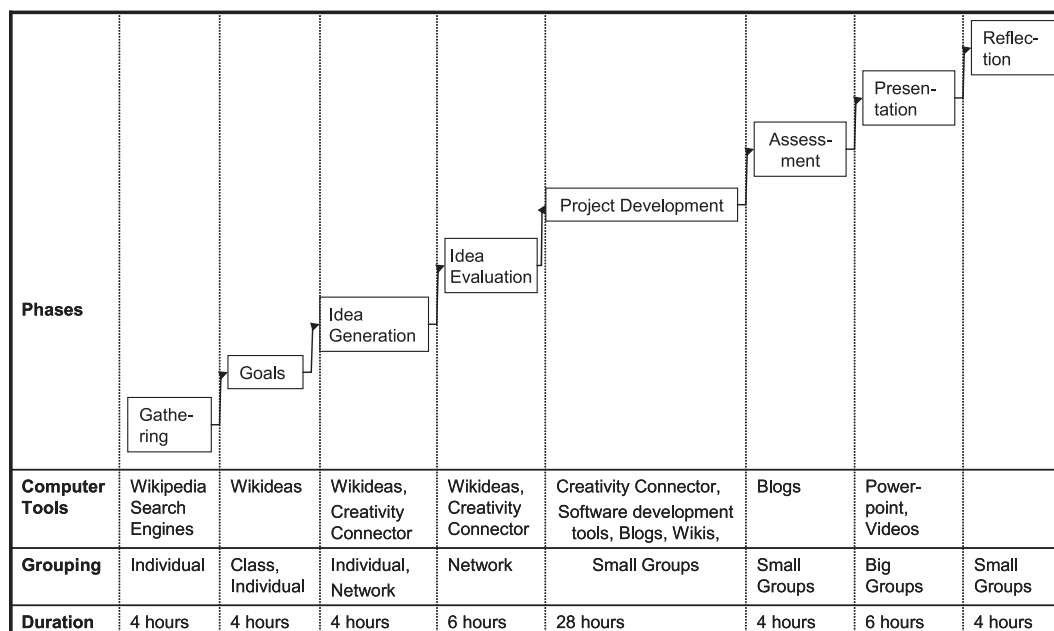 Reflec-
tion
Presen-
tation
Assess-
ment
Project Development
Idea
Evaluation
Phases
Idea
Generation
Goals
Gathe-
ring
Computer
Tools
Wikipedia
Search
Engines
Wikideas
Wikideas,
Creativity
Connector
Wikideas,
Creativity
Connector
Creativity Connector,
Software development
tools, Blogs, Wikis,
Blogs
Power-
point,
Videos
Grouping
Individual
Class,
Individual
Individual,
Network
Network
Small Groups
Small
Groups
Big
Groups
Small
Groups
Duration
4 hours
4 hours
4 hours
6 hours
28 hours
4 hours
6 hours
4 hours